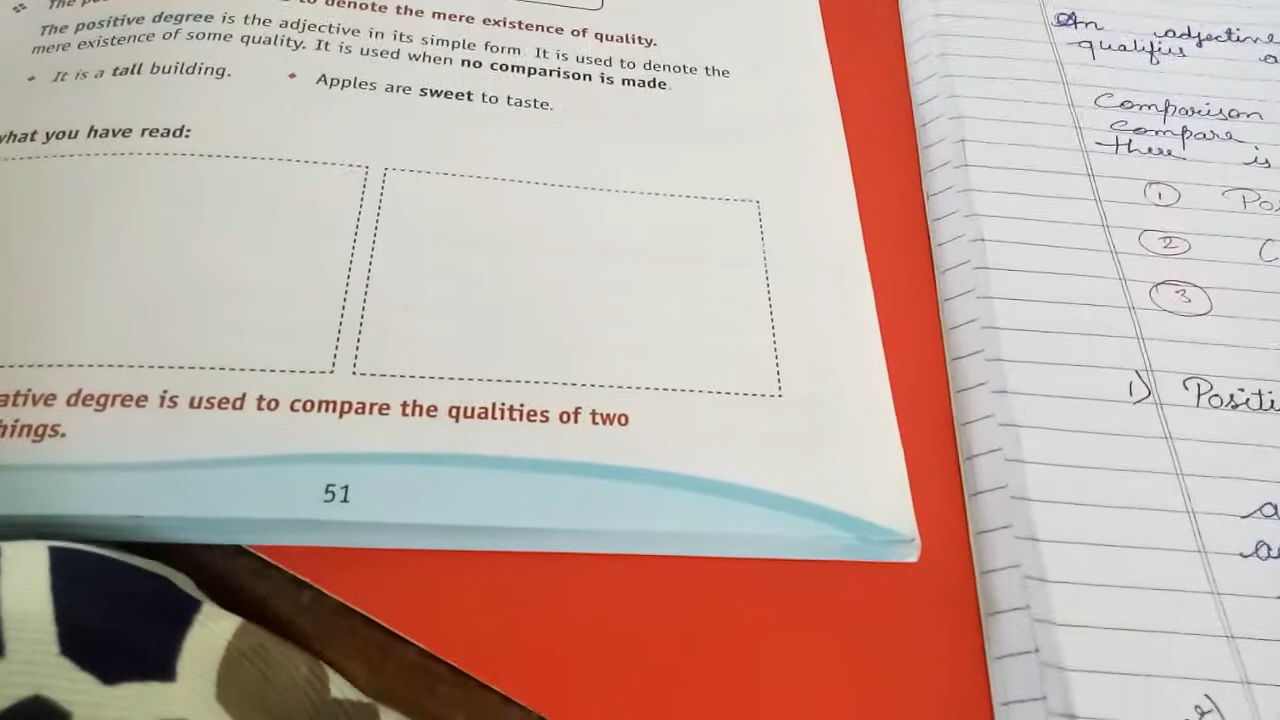 denote the mere existence of quality.
The positive degree is the adjective in its simple form. It is used to denote the
mere existence of some quality. It is used when no comparison is made.
It is a tall building.
Apples are sweet to taste.
what you have read:
ative degree is used to compare the qualities of two
hings.
51
An adjective
qualifies a
Comparison
Compare
there is
1 Pos
2 C
3
1) Positi
a
a
2)